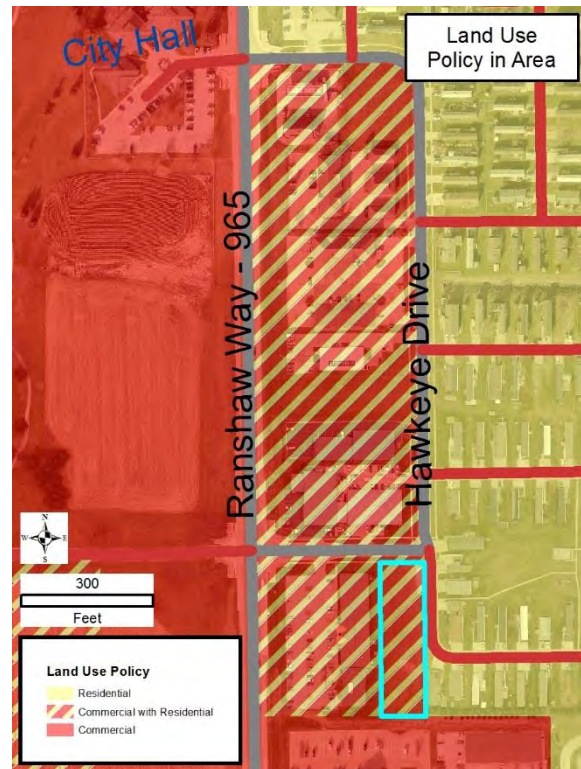 City Hall
Land Use
Policy in Area
Ranshaw Way - 965
Hawkeye Drive
N
W E
S
300
Feet
Land Use Policy
Residential
Commercial with Residential
Commercial